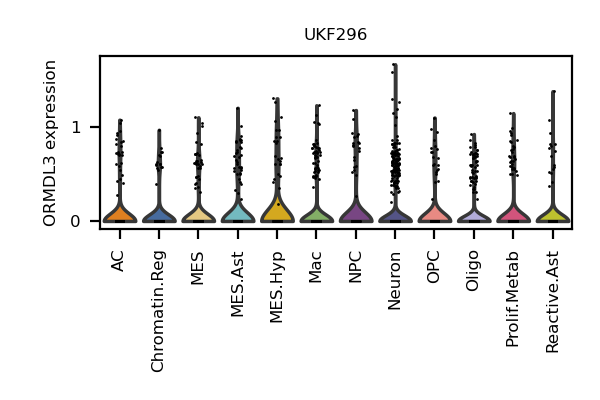 UKF296
ORMDL3 expression
1
0
AC
Chromatin.Reg
MES
MES.Ast
MES.Hyp
Mac
NPC
Neuron
OPC
Oligo
Prolif.Metab
Reactive.Ast